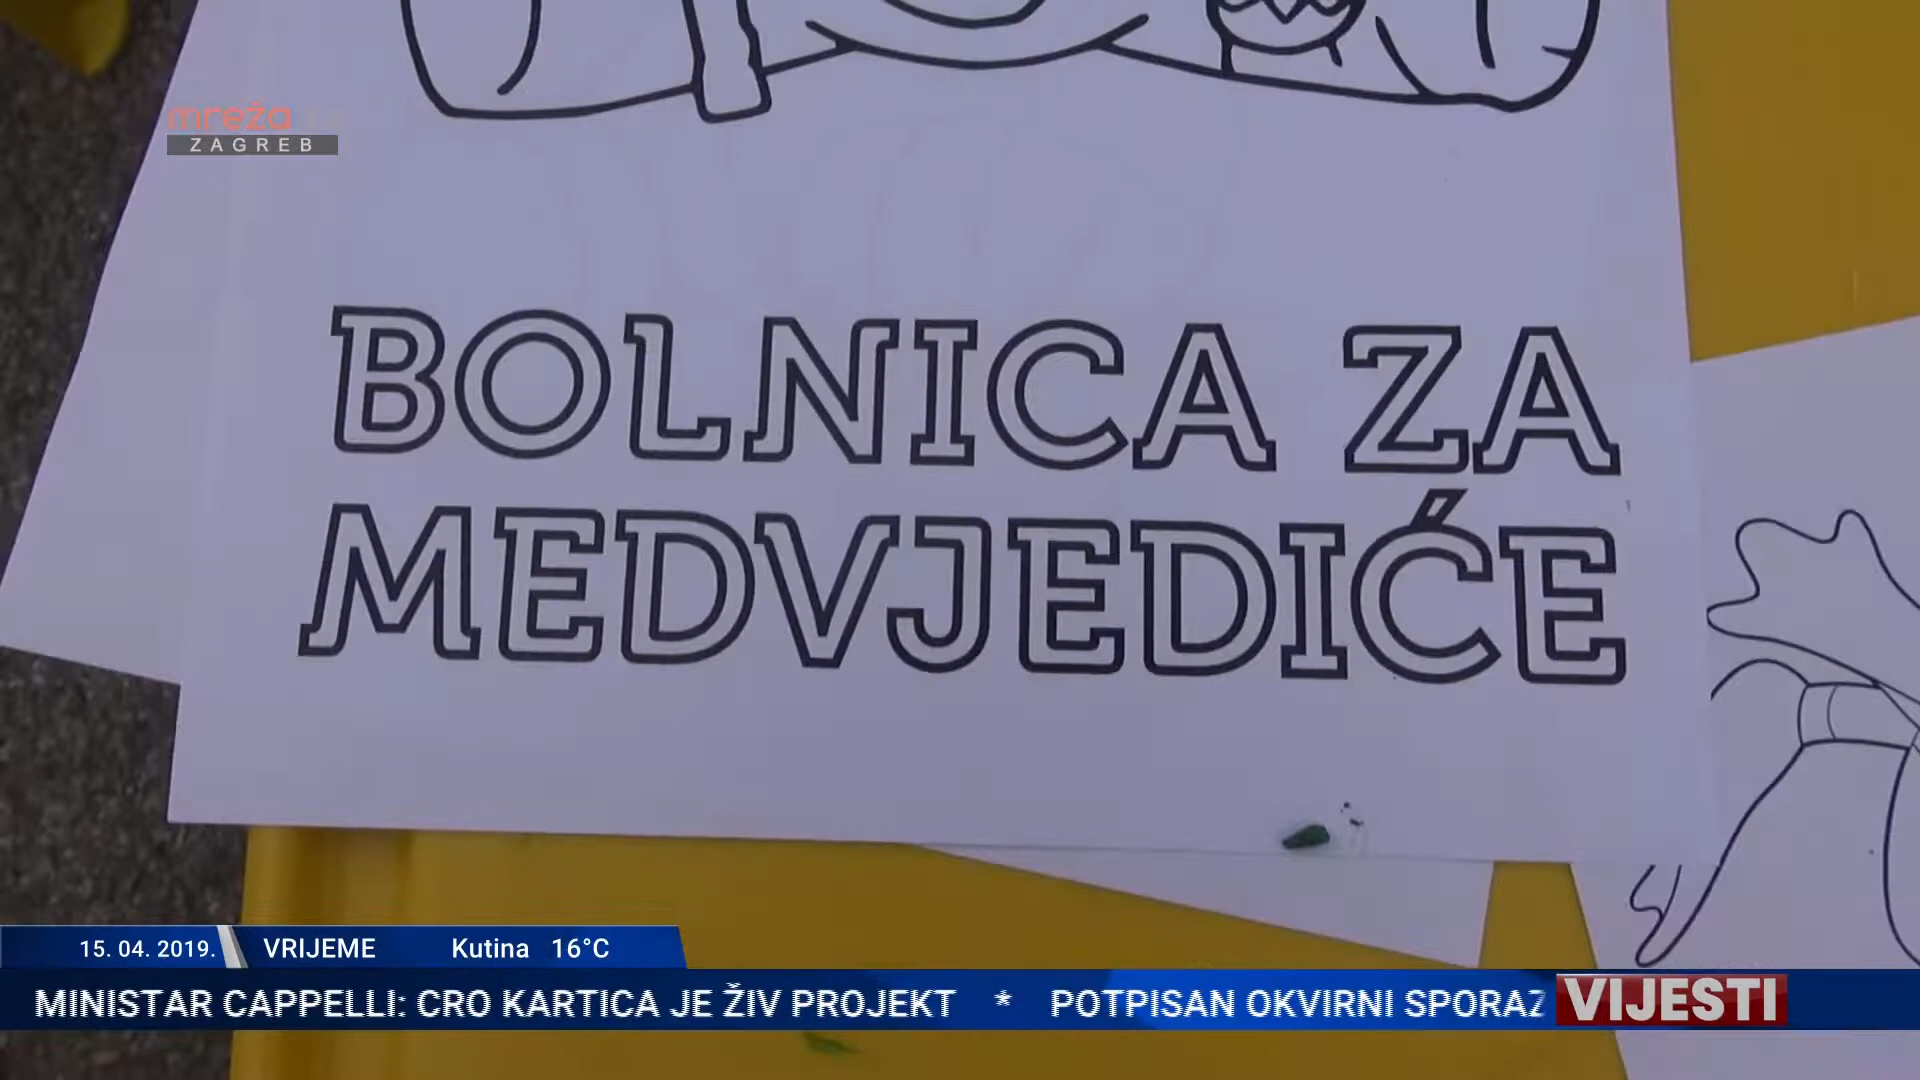 mreža
ZAGREB
BOLNICA ZA
MEDVJEDIĆE
15. 04. 2019. VRIJEME Kutina 16°C
MINISTAR CAPPELLI: CRO KARTICA JE ŽIV PROJEKT * POTPISAN OKVIRNI SPORAZ
VIJESTI